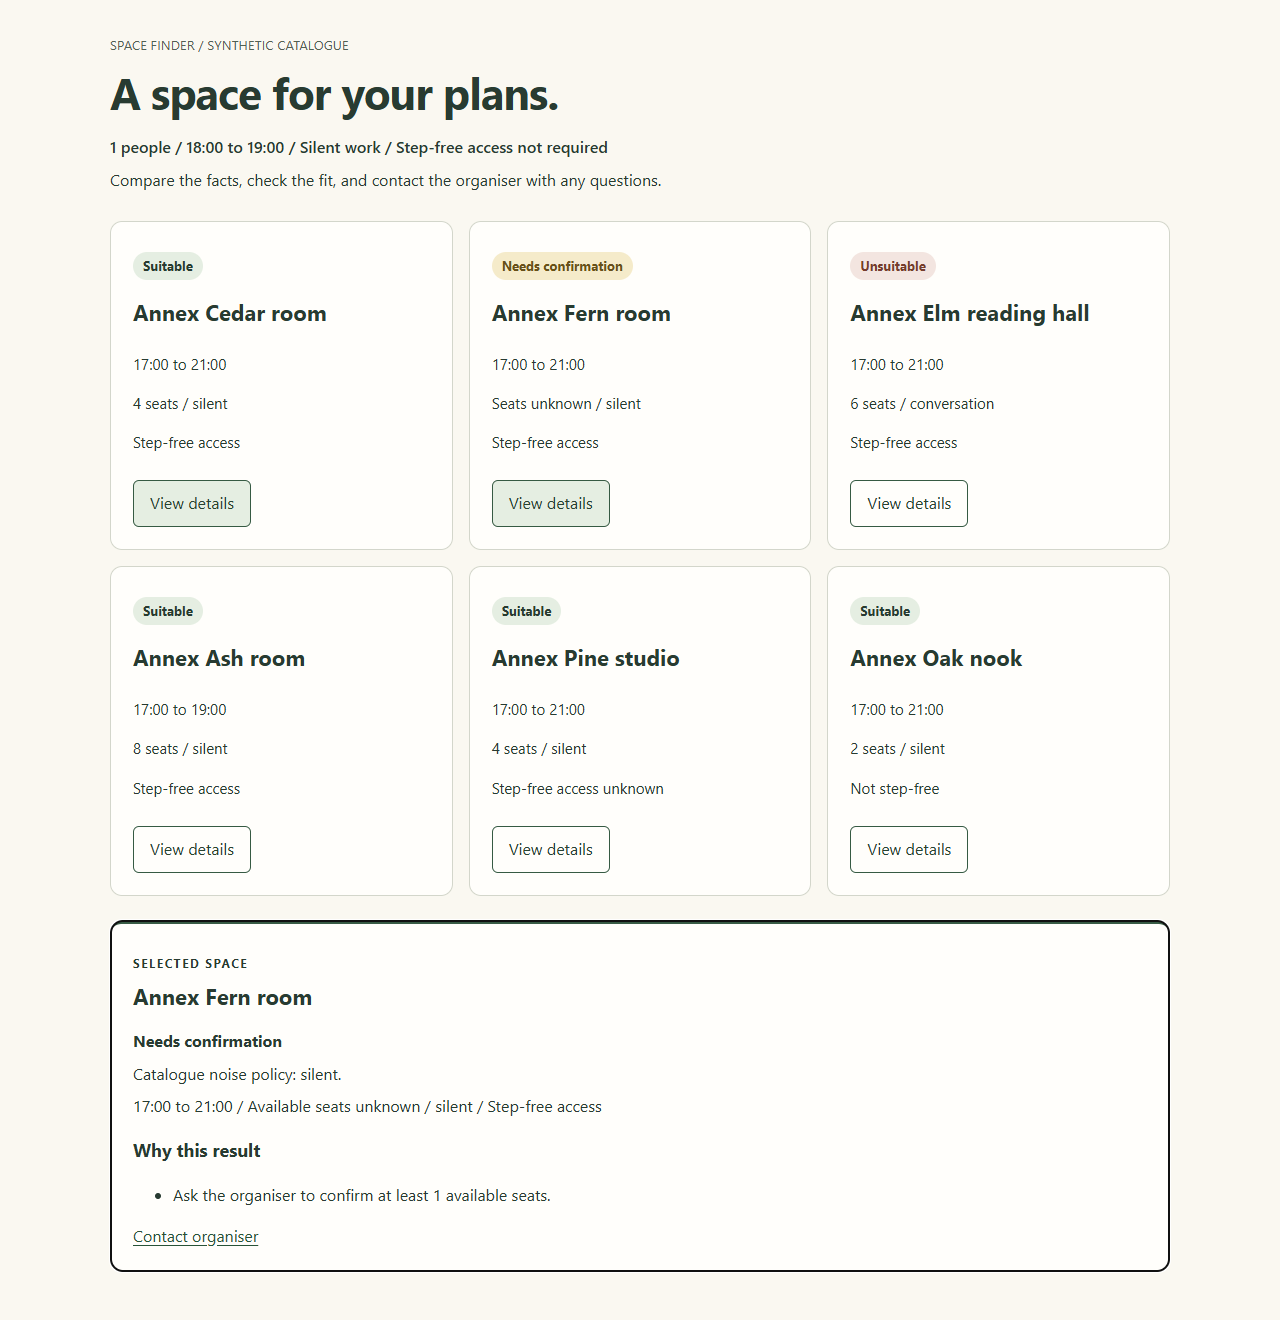 SPACE FINDER / SYNTHETIC CATALOGUE
A space for your plans.
1 people / 18:00 to 19:00 / Silent work / Step-free access not required
Compare the facts, check the fit, and contact the organiser with any questions.
Suitable
Annex Cedar room
17:00 to 21:00
4 seats / silent
Step-free access
View details
Needs confirmation
Annex Fern room
17:00 to 21:00
Seats unknown / silent
Step-free access
View details
Unsuitable
Annex Elm reading hall
17:00 to 21:00
6 seats / conversation
Step-free access
View details
Suitable
Annex Ash room
17:00 to 19:00
8 seats / silent
Step-free access
View details
Suitable
Annex Pine studio
17:00 to 21:00
4 seats / silent
Step-free access unknown
View details
Suitable
Annex Oak nook
17:00 to 21:00
2 seats / silent
Not step-free
View details
SELECTED SPACE
Annex Fern room
Needs confirmation
Catalogue noise policy: silent.
17:00 to 21:00 / Available seats unknown / silent / Step-free access
Why this result
• Ask the organiser to confirm at least 1 available seats.
Contact organiser